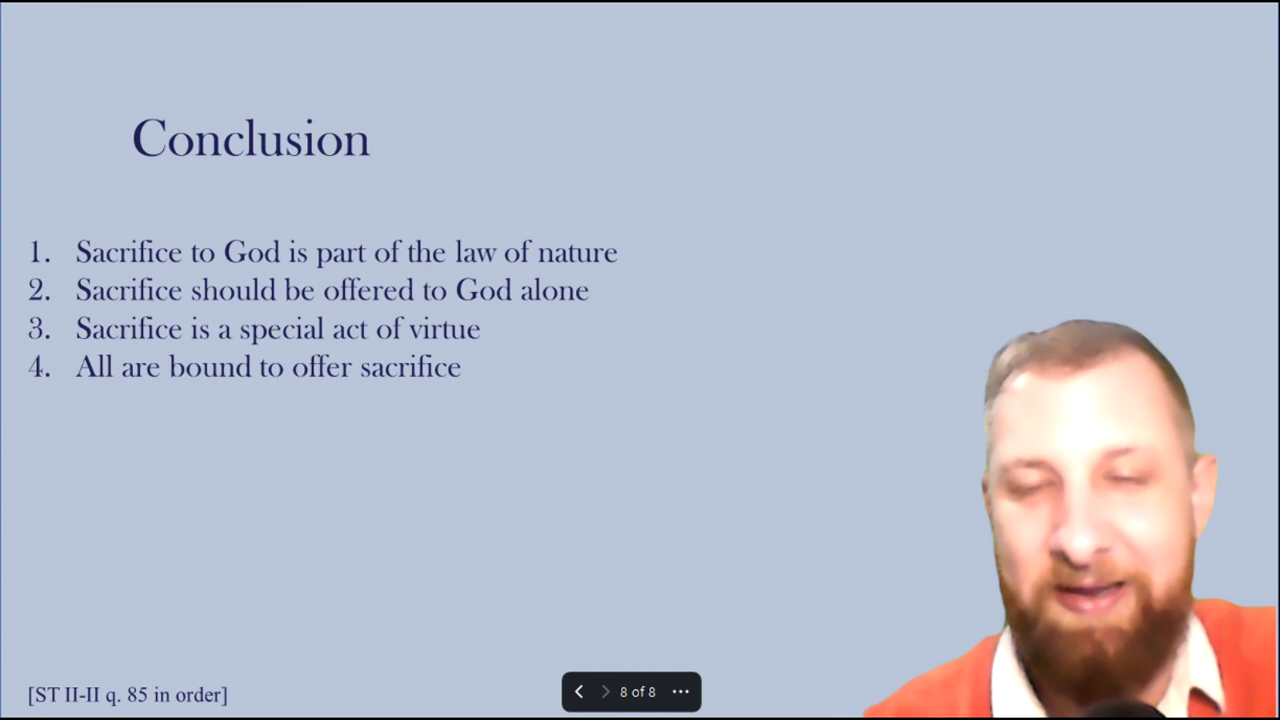 Conclusion
1. Sacrifice to God is part of the law of nature
2. Sacrifice should be offered to God alone
3. Sacrifice is a special act of virtue
4. All are bound to offer sacrifice
[ST II-II q. 85 in order]
8 of 8